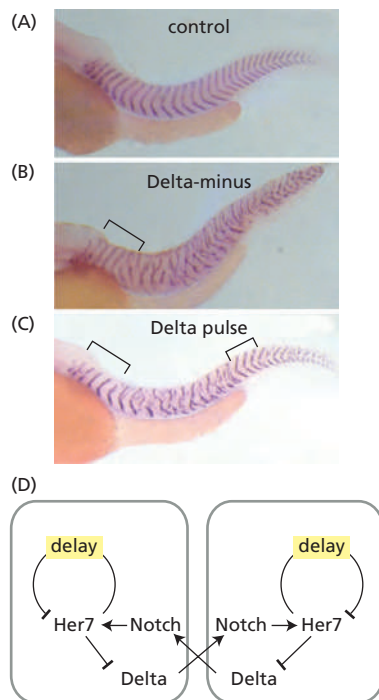 (A)
control
(B)
Delta-minus
(C)
Delta pulse
(D)
delay delay
Her7 Notch Notch Her7
Delta Delta